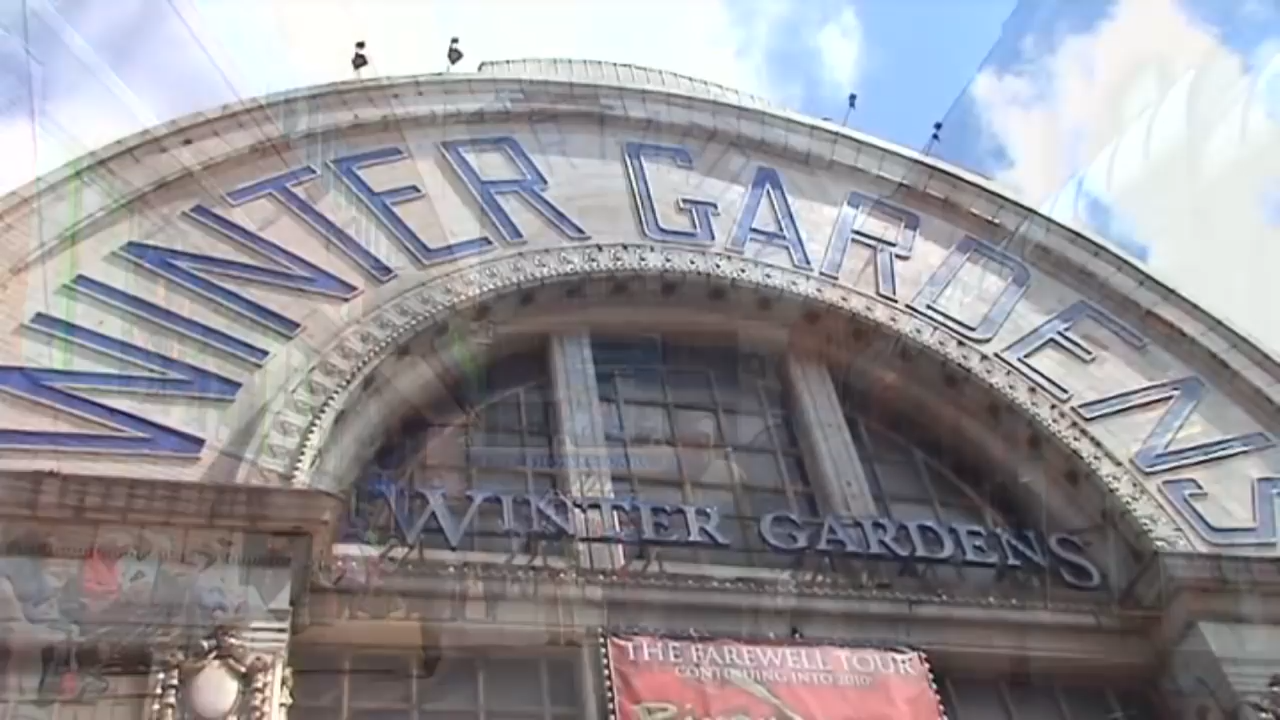 WINTER GARDENS
WINTER GARDENS
THE FAREWELL TOUR
CONTINUING INTO 2010